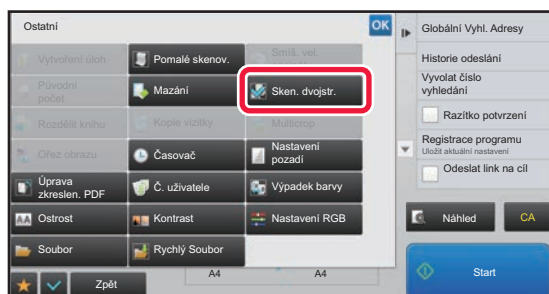 Ostatní
OK
Vytvoření úloh
Pomalé skenov.
Smíš. vel.
Původní
počet
Mazání
Sken. dvojstr.
Rozdělit knihu
Kopie vizitky
Multicrop
Ořez obrazu
Časovač
Nastavení
pozadí
Úprava
zkreslen. PDF
Č. uživatele
Výpadek barvy
AA
Ostrost
Kontrast
Nastavení RGB
Soubor
Rychlý Soubor
Zpět
A4
A4
Globální Vyhl. Adresy
Historie odeslání
Vyvolat číslo
vyhledání
Razítko potvrzení
Registrace programu
Uložit aktuální nastavení
Odeslat link na cíl
Náhled
CA
Start